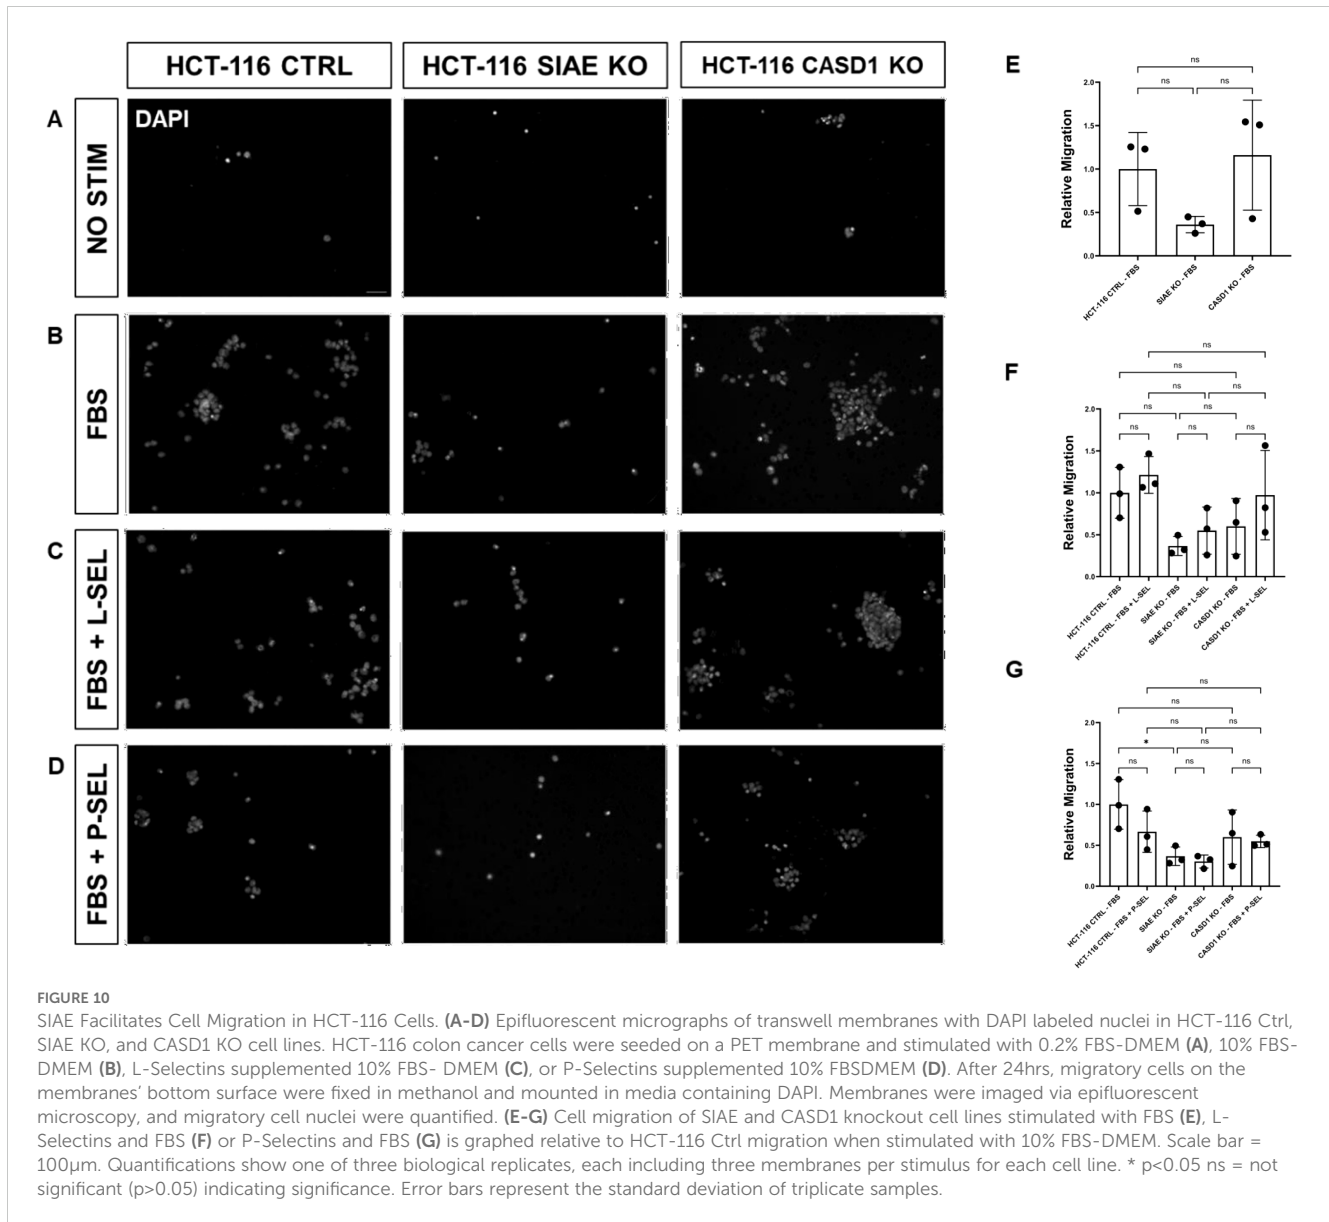 HCT-116 CTRL
HCT-116 SIAE KO
HCT-116 CASD1 KO
A
NO STIM
DAPI
B
FBS
C
FBS + L-SEL
D
FBS + P-SEL
E
ns
ns
ns
Relative Migration
2.0
1.5
1.0
0.5
0.0
HCT-116 CTRL - FBS
SIAE KO - FBS
CASD1 KO - FBS
F
ns
ns
ns
ns
ns
ns
ns
ns
ns
Relative Migration
2.0
1.5
1.0
0.5
0.0
HCT-116 CTRL - FBS
HCT-116 CTRL - FBS + L-SEL
SIAE KO - FBS
SIAE KO - FBS + L-SEL
CASD1 KO - FBS
CASD1 KO - FBS + L-SEL
G
ns
ns
ns
ns
*
ns
ns
ns
ns
Relative Migration
2.0
1.5
1.0
0.5
0.0
HCT-116 CTRL - FBS
HCT-116 CTRL - FBS + P-SEL
SIAE KO - FBS
SIAE KO - FBS + P-SEL
CASD1 KO - FBS
CASD1 KO - FBS + P-SEL
FIGURE 10
SIAE Facilitates Cell Migration in HCT-116 Cells. (A-D) Epifluorescent micrographs of transwell membranes with DAPI labeled nuclei in HCT-116 Ctrl,
SIAE KO, and CASD1 KO cell lines. HCT-116 colon cancer cells were seeded on a PET membrane and stimulated with 0.2% FBS-DMEM (A), 10% FBS-
DMEM (B), L-Selectins supplemented 10% FBS- DMEM (C), or P-Selectins supplemented 10% FBSDMEM (D). After 24hrs, migratory cells on the
membranes’ bottom surface were fixed in methanol and mounted in media containing DAPI. Membranes were imaged via epifluorescent
microscopy, and migratory cell nuclei were quantified. (E-G) Cell migration of SIAE and CASD1 knockout cell lines stimulated with FBS (E), L-
Selectins and FBS (F) or P-Selectins and FBS (G) is graphed relative to HCT-116 Ctrl migration when stimulated with 10% FBS-DMEM. Scale bar =
100µm. Quantifications show one of three biological replicates, each including three membranes per stimulus for each cell line. * p<0.05 ns = not
significant (p>0.05) indicating significance. Error bars represent the standard deviation of triplicate samples.